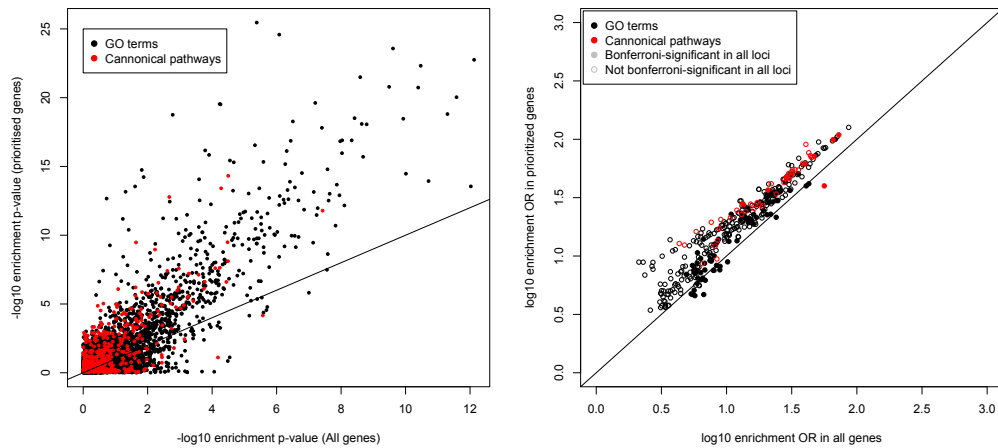 GO terms
Cannonical pathways
25
20
15
10
5
0
-log10 enrichment p-value (prioritised genes)
0 2 4 6 8 10 12
-log10 enrichment p-value (All genes)
GO terms
Cannonical pathways
Bonferroni-significant in all loci
Not bonferroni-significant in all loci
3.0
2.5
2.0
1.5
1.0
0.5
0.0
log10 enrichment OR in prioritized genes
0.0 0.5 1.0 1.5 2.0 2.5 3.0
log10 enrichment OR in all genes